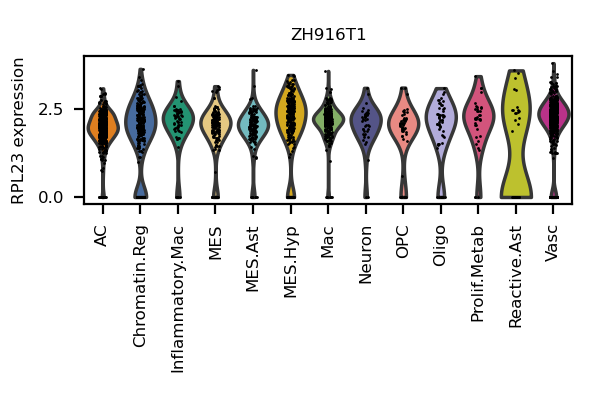 ZH916T1
RPL23 expression
2.5
0.0
AC
Chromatin.Reg
Inflammatory.Mac
MES
MES.Ast
MES.Hyp
Mac
Neuron
OPC
Oligo
Prolif.Metab
Reactive.Ast
Vasc